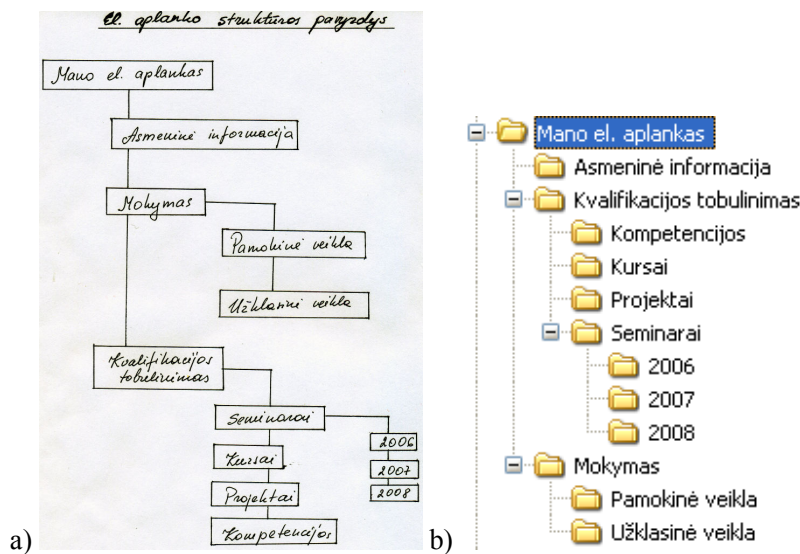 El. aplanko struktūros pavyzdys
Mano el. aplankas
Asmeninė informacija
Mokymas
Pamokinė veikla
Užklasinė veikla
Kvalifikacijos
tobulinimas
Seminarai
2006
Kursai
2007
Projektai
2008
Kompetencijos
a)
Mano el. aplankas
Asmeninė informacija
Kvalifikacijos tobulinimas
Kompetencijos
Kursai
Projektai
Seminarai
2006
2007
2008
Mokymas
Pamokinė veikla
Užklasinė veikla
b)